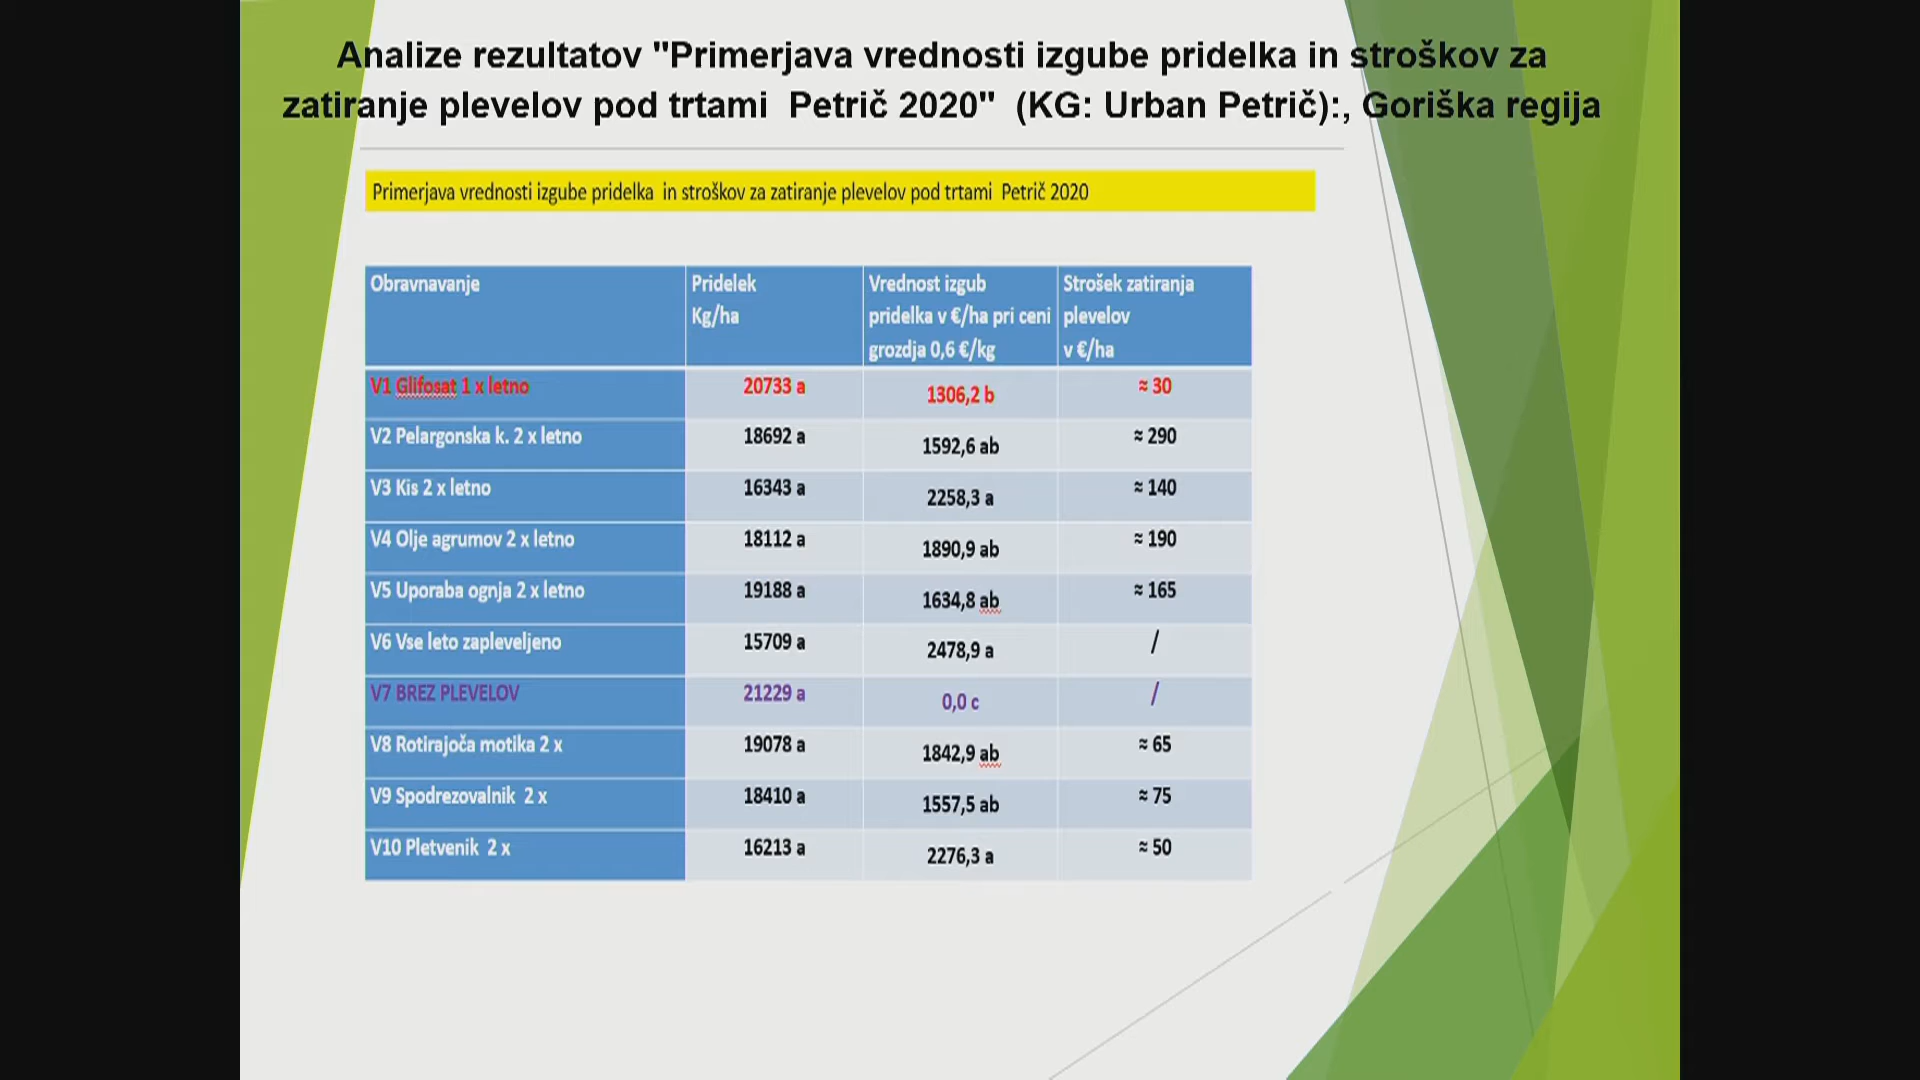 Analize rezultatov "Primerjava vrednosti izgube pridelka in stroškov za
zatiranje plevelov pod trtami Petrič 2020" (KG: Urban Petrič):, Goriška regija
Primerjava vrednosti izgube pridelka in stroškov za zatiranje plevelov pod trtami Petrič 2020
Obravnavanje
Pridelek
Kg/ha
Vrednost izgub
pridelka v €/ha pri ceni
grozdja 0,6 €/kg
Strošek zatiranja
plevelov
v €/ha
V1 Glifosat 1 x letno 20733 a 1306,2 b ≈ 30
V2 Pelargonska k. 2 x letno 18692 a 1592,6 ab ≈ 290
V3 Kis 2 x letno 16343 a 2258,3 a ≈ 140
V4 Olje agrumov 2 x letno 18112 a 1890,9 ab ≈ 190
V5 Uporaba ognja 2 x letno 19188 a 1634,8 ab ≈ 165
V6 Vse leto zapleveljeno 15709 a 2478,9 a /
V7 BREZ PLEVELOV 21229 a 0,0 c /
V8 Rotirajoča motika 2 x 19078 a 1842,9 ab ≈ 65
V9 Spodrezovalnik 2 x 18410 a 1557,5 ab ≈ 75
V10 Pletvenik 2 x 16213 a 2276,3 a ≈ 50